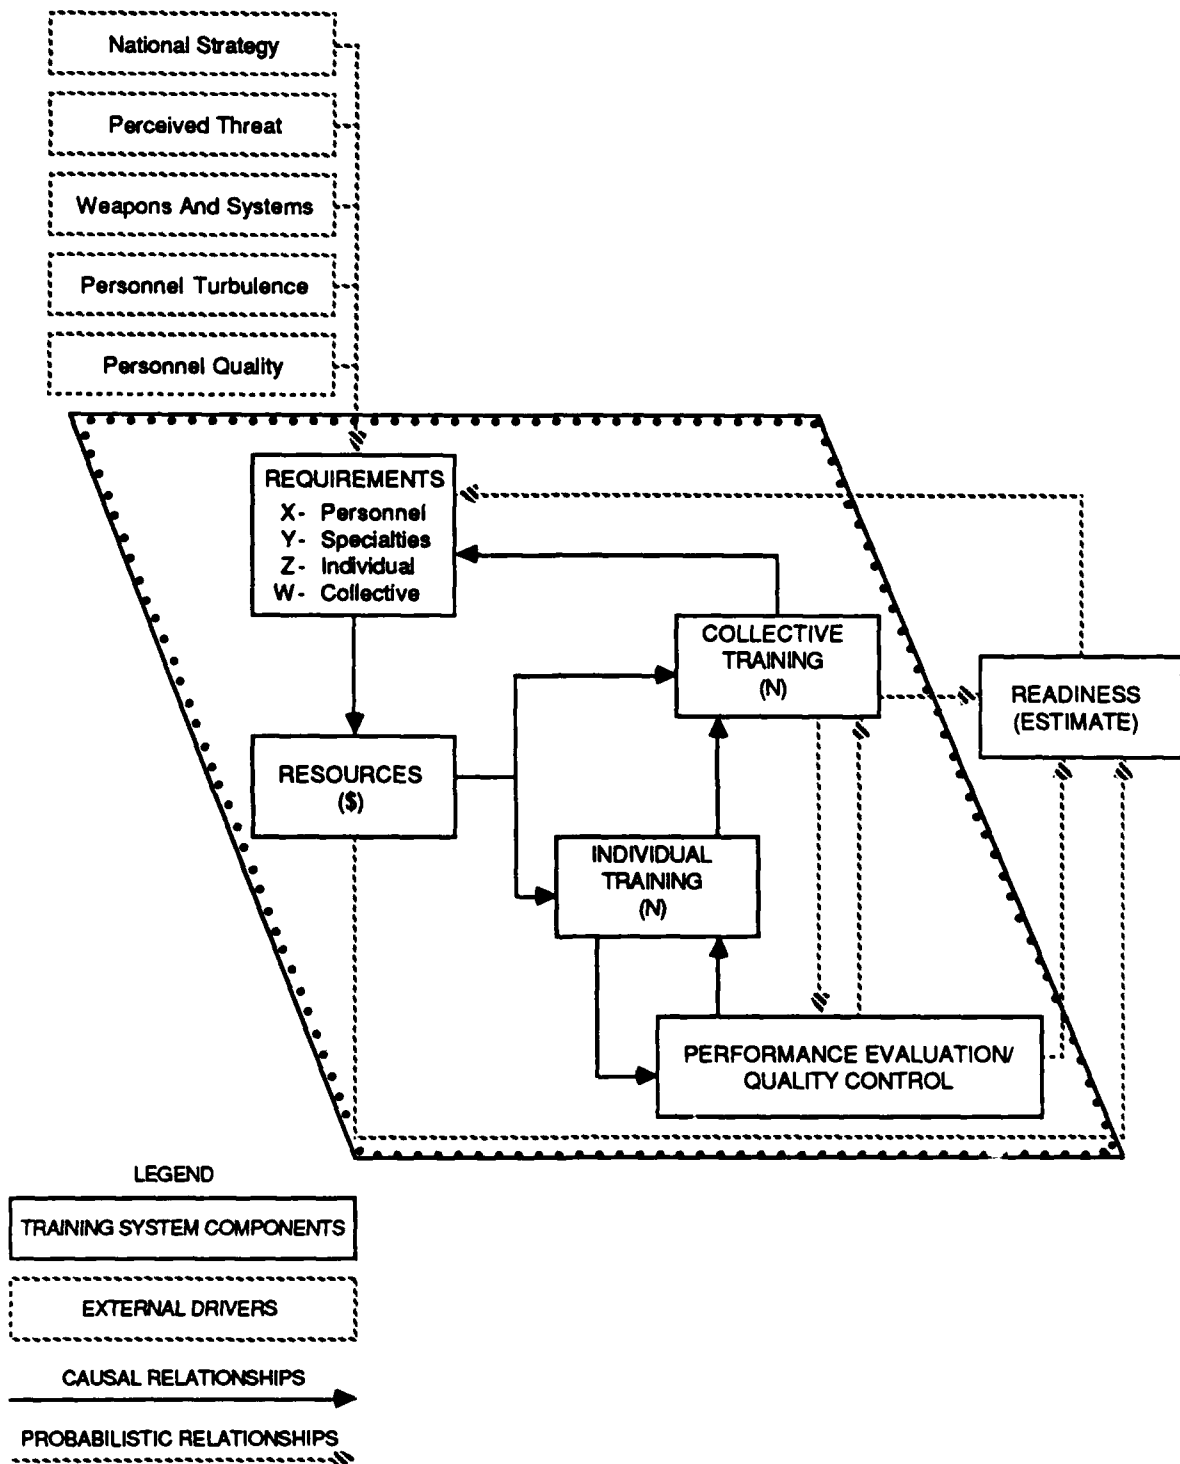 National Strategy
Perceived Threat
Weapons And Systems
Personnel Turbulence
Personnel Quality
REQUIREMENTS
X - Personnel
Y - Specialties
Z - Individual
W - Collective
COLLECTIVE
TRAINING
(N)
READINESS
(ESTIMATE)
RESOURCES
($)
INDIVIDUAL
TRAINING
(N)
PERFORMANCE EVALUATION/
QUALITY CONTROL
LEGEND
TRAINING SYSTEM COMPONENTS
EXTERNAL DRIVERS
CAUSAL RELATIONSHIPS
PROBABILISTIC RELATIONSHIPS